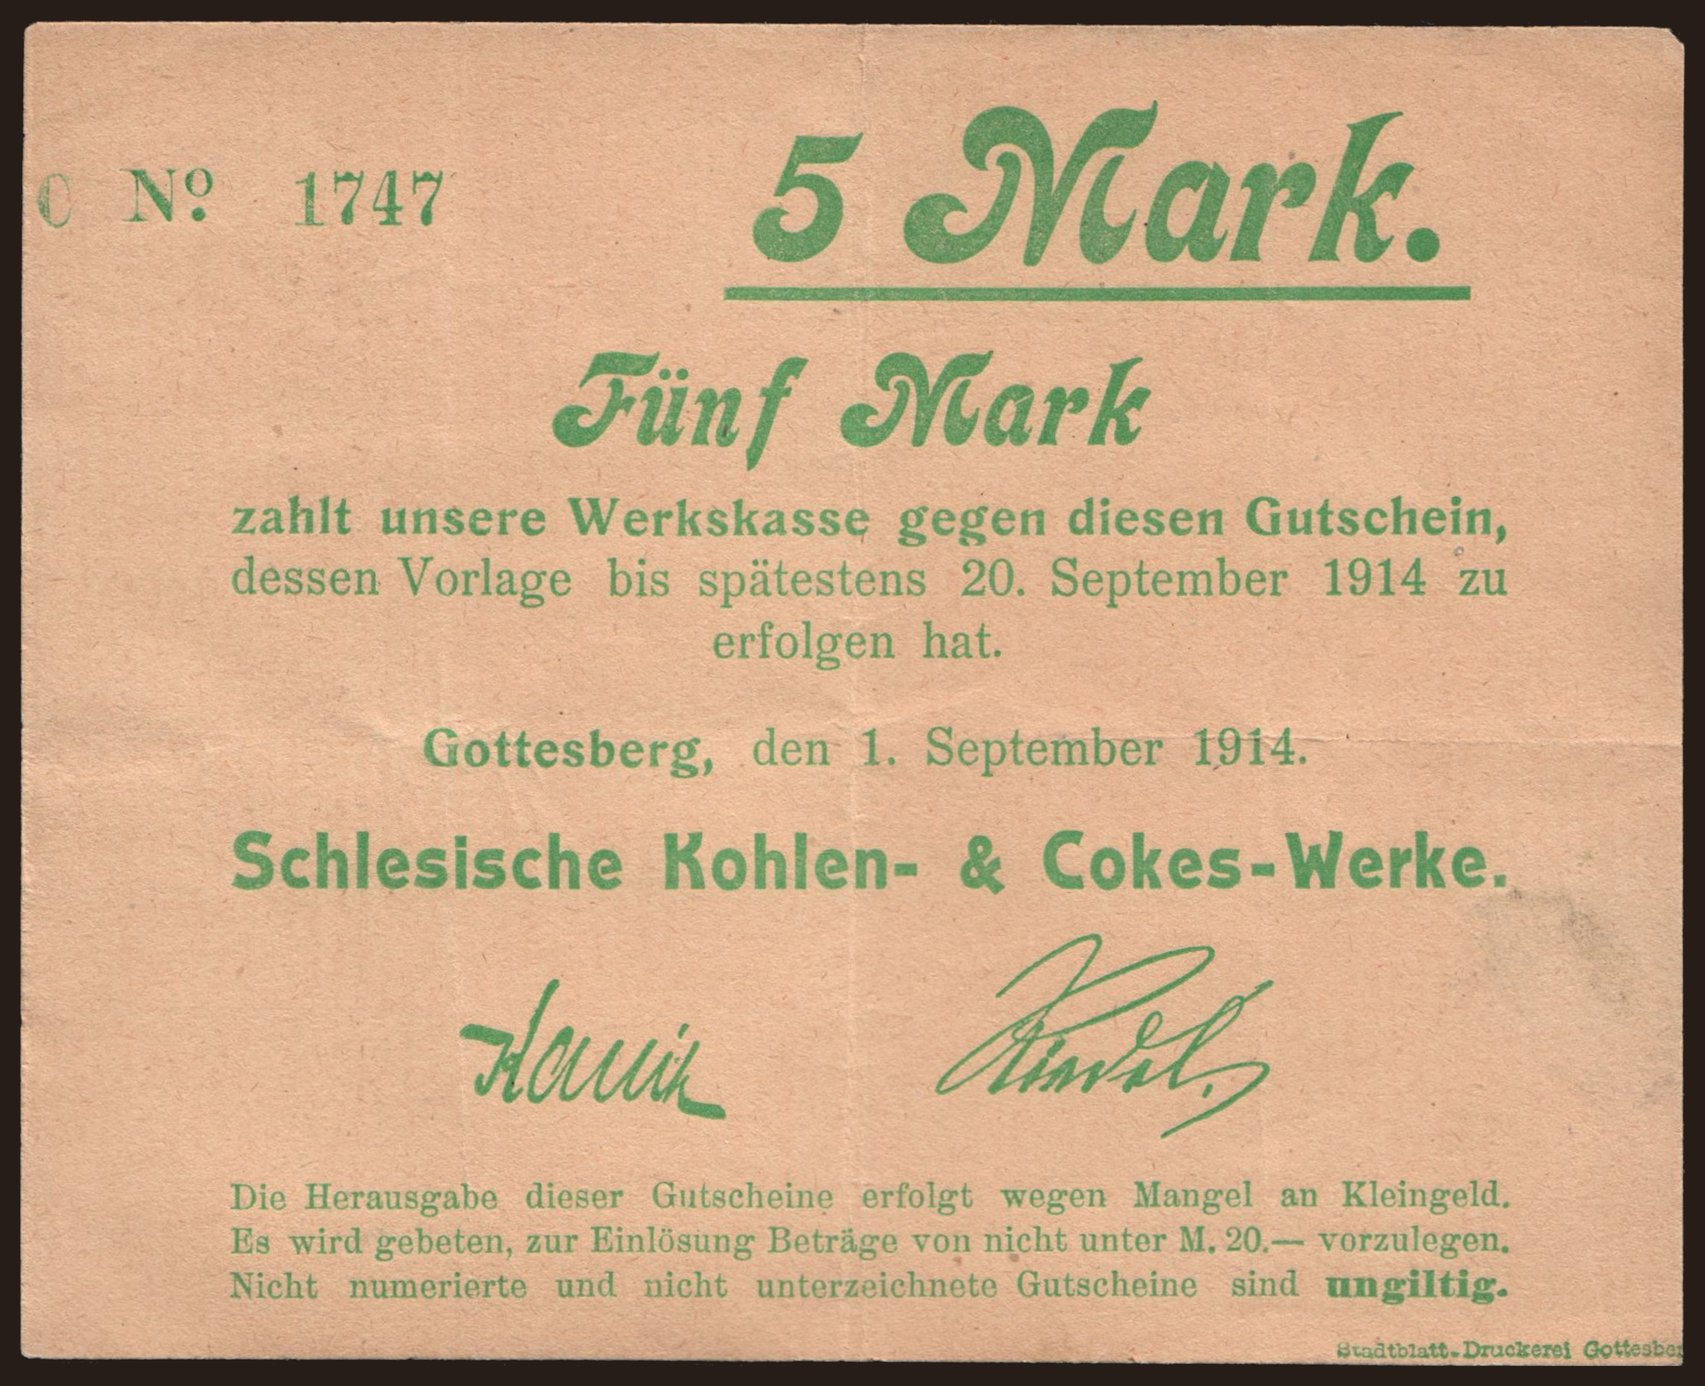 C Nº 1747
5 Mark.
Fünf Mark
zahlt unsere Werkskasse gegen diesen Gutschein,
dessen Vorlage bis spätestens 20. September 1914 zu
erfolgen hat.
Gottesberg, den 1. September 1914.
Schlesische Kohlen- & Cokes-Werke.
Riedel.
Die Herausgabe dieser Gutscheine erfolgt wegen Mangel an Kleingeld.
Es wird gebeten, zur Einlösung Beträge von nicht unter M. 20.— vorzulegen.
Nicht numerierte und nicht unterzeichnete Gutscheine sind ungiltig.
Stadtblatt-Druckerei Gottesber